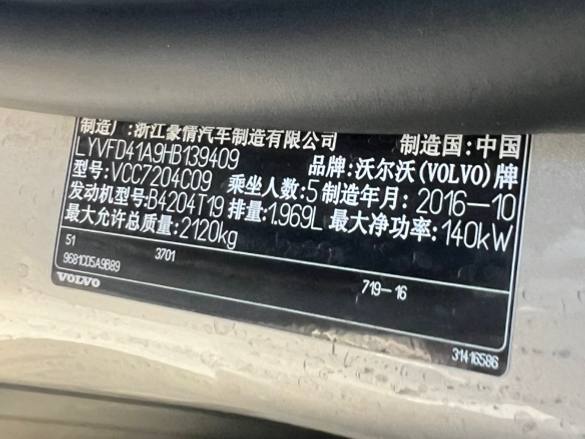 制造厂:浙江豪情汽车制造有限公司 制造国:中国
LYVFD41A9HB139409 品牌:沃尔沃(VOLVO)牌
型号:VCC7204C09 乘坐人数:5 制造年月: 2016-10
发动机型号:B4204T19 排量:1.969L 最大净功率:140kW
最大允许总质量:2120kg
51 3701 719-16
9681CD5A9B89
VOLVO 31416586